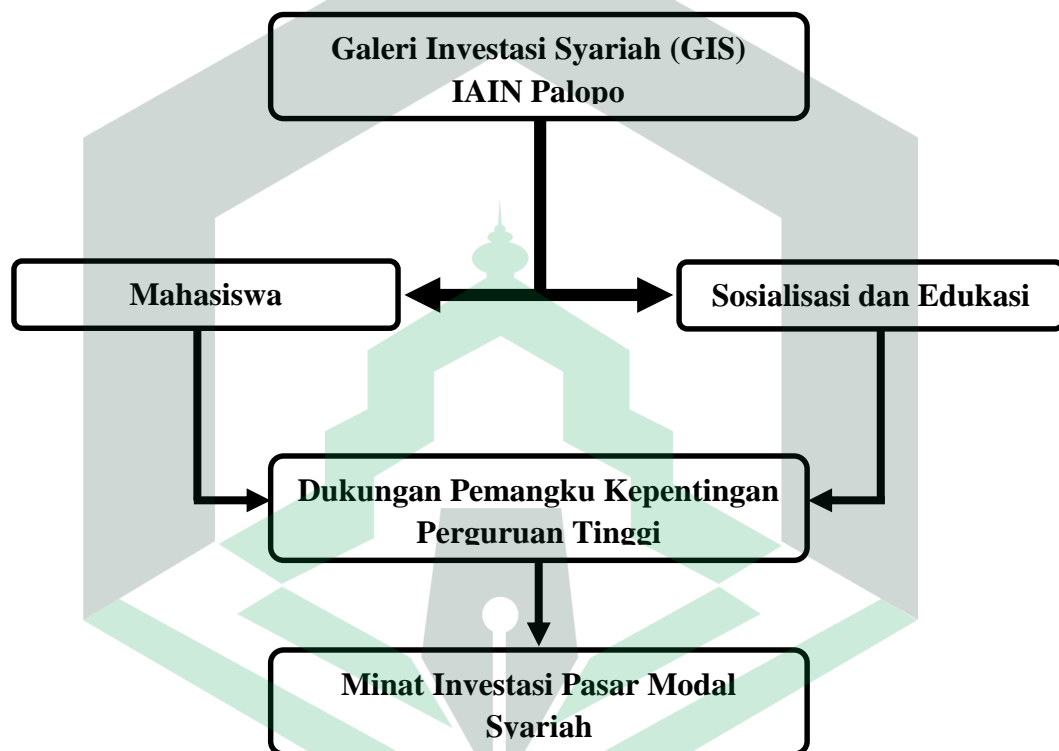 Galeri Investasi Syariah (GIS)
IAIN Palopo
Mahasiswa
Sosialisasi dan Edukasi
Dukungan Pemangku Kepentingan
Perguruan Tinggi
Minat Investasi Pasar Modal
Syariah